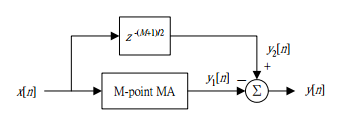 z^-(M-1)/2
y₂[n]
+
x[n]
M-point MA
y₁[n]
−
Σ
y[n]